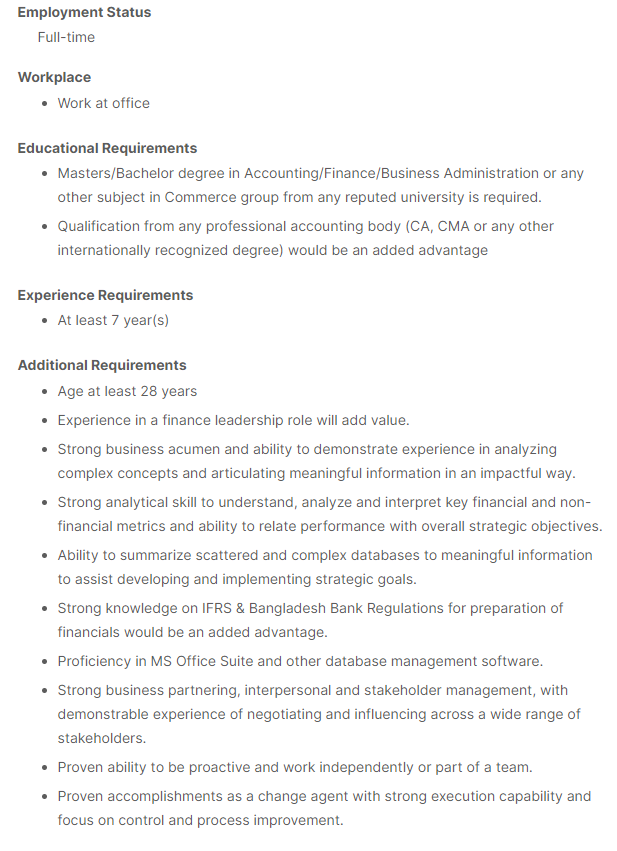 Employment Status
Full-time
Workplace
• Work at office
Educational Requirements
• Masters/Bachelor degree in Accounting/Finance/Business Administration or any
other subject in Commerce group from any reputed university is required.
• Qualification from any professional accounting body (CA, CMA or any other
internationally recognized degree) would be an added advantage
Experience Requirements
• At least 7 year(s)
Additional Requirements
• Age at least 28 years
• Experience in a finance leadership role will add value.
• Strong business acumen and ability to demonstrate experience in analyzing
complex concepts and articulating meaningful information in an impactful way.
• Strong analytical skill to understand, analyze and interpret key financial and non-
financial metrics and ability to relate performance with overall strategic objectives.
• Ability to summarize scattered and complex databases to meaningful information
to assist developing and implementing strategic goals.
• Strong knowledge on IFRS & Bangladesh Bank Regulations for preparation of
financials would be an added advantage.
• Proficiency in MS Office Suite and other database management software.
• Strong business partnering, interpersonal and stakeholder management, with
demonstrable experience of negotiating and influencing across a wide range of
stakeholders.
• Proven ability to be proactive and work independently or part of a team.
• Proven accomplishments as a change agent with strong execution capability and
focus on control and process improvement.